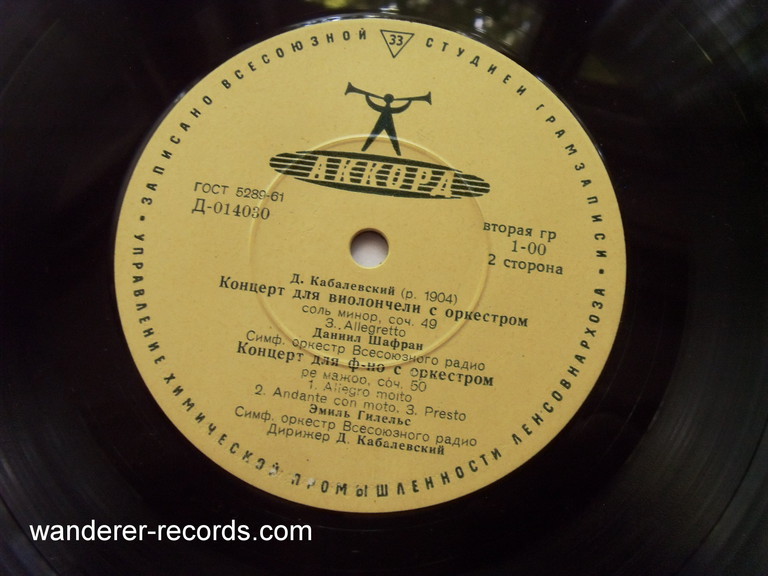 • ЗАПИСАНО ВСЕСОЮЗНОЙ 33 СТУДИЕЙ ГРАМЗАПИСИ •
АККОРД
ГОСТ 5289-61
Д-014030
вторая гр
1-00
2 сторона
Д. Кабалевский (р. 1904)
Концерт для виолончели с оркестром
соль минор, соч. 49
3. Allegretto
Даниил Шафран
Симф. оркестр Всесоюзного радио
Концерт для ф-но с оркестром
ре мажор, соч. 50
1. Allegro molto
2. Andante con moto. 3. Presto
Эмиль Гилельс
Симф. оркестр Всесоюзного радио
Дирижер Д. Кабалевский
УПРАВЛЕНИЕ ХИМИЧЕСКОЙ ПРОМЫШЛЕННОСТИ ЛЕНСОВНАРХОЗА
wanderer-records.com